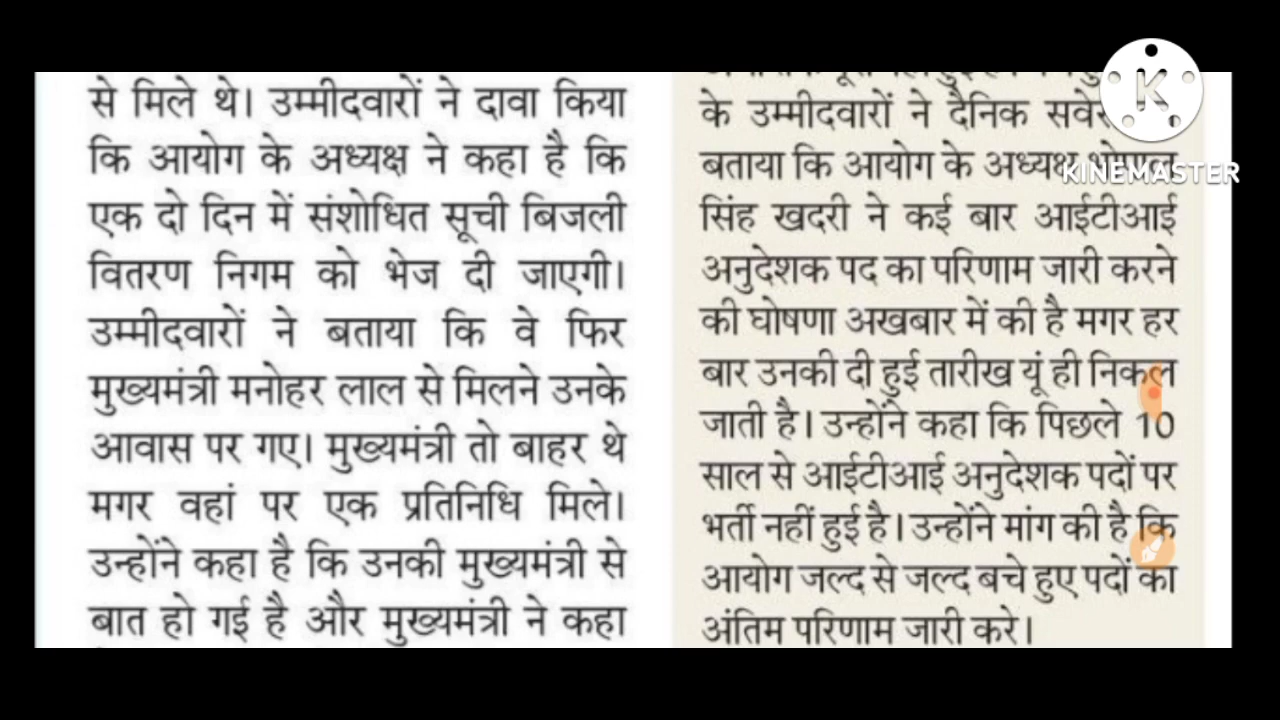 से मिले थे। उम्मीदवारों ने दावा किया
कि आयोग के अध्यक्ष ने कहा है कि
एक दो दिन में संशोधित सूची बिजली
वितरण निगम को भेज दी जाएगी।
उम्मीदवारों ने बताया कि वे फिर
मुख्यमंत्री मनोहर लाल से मिलने उनके
आवास पर गए। मुख्यमंत्री तो बाहर थे
मगर वहां पर एक प्रतिनिधि मिले।
उन्होंने कहा है कि उनकी मुख्यमंत्री से
बात हो गई है और मुख्यमंत्री ने कहा
के उम्मीदवारों ने दैनिक
बताया कि आयोग के अध्यक्ष
सिंह खदरी ने कई बार आईटीआई
अनुदेशक पद का परिणाम जारी करने
की घोषणा अखबार में की है मगर हर
बार उनकी दी हुई तारीख यूं ही निकल
जाती है। उन्होंने कहा कि पिछले 10
साल से आईटीआई अनुदेशक पदों पर
भर्ती नहीं हुई है। उन्होंने मांग की है कि
आयोग जल्द से जल्द बचे हुए पदों का
अंतिम परिणाम जारी करे।
K
KINEMASTER